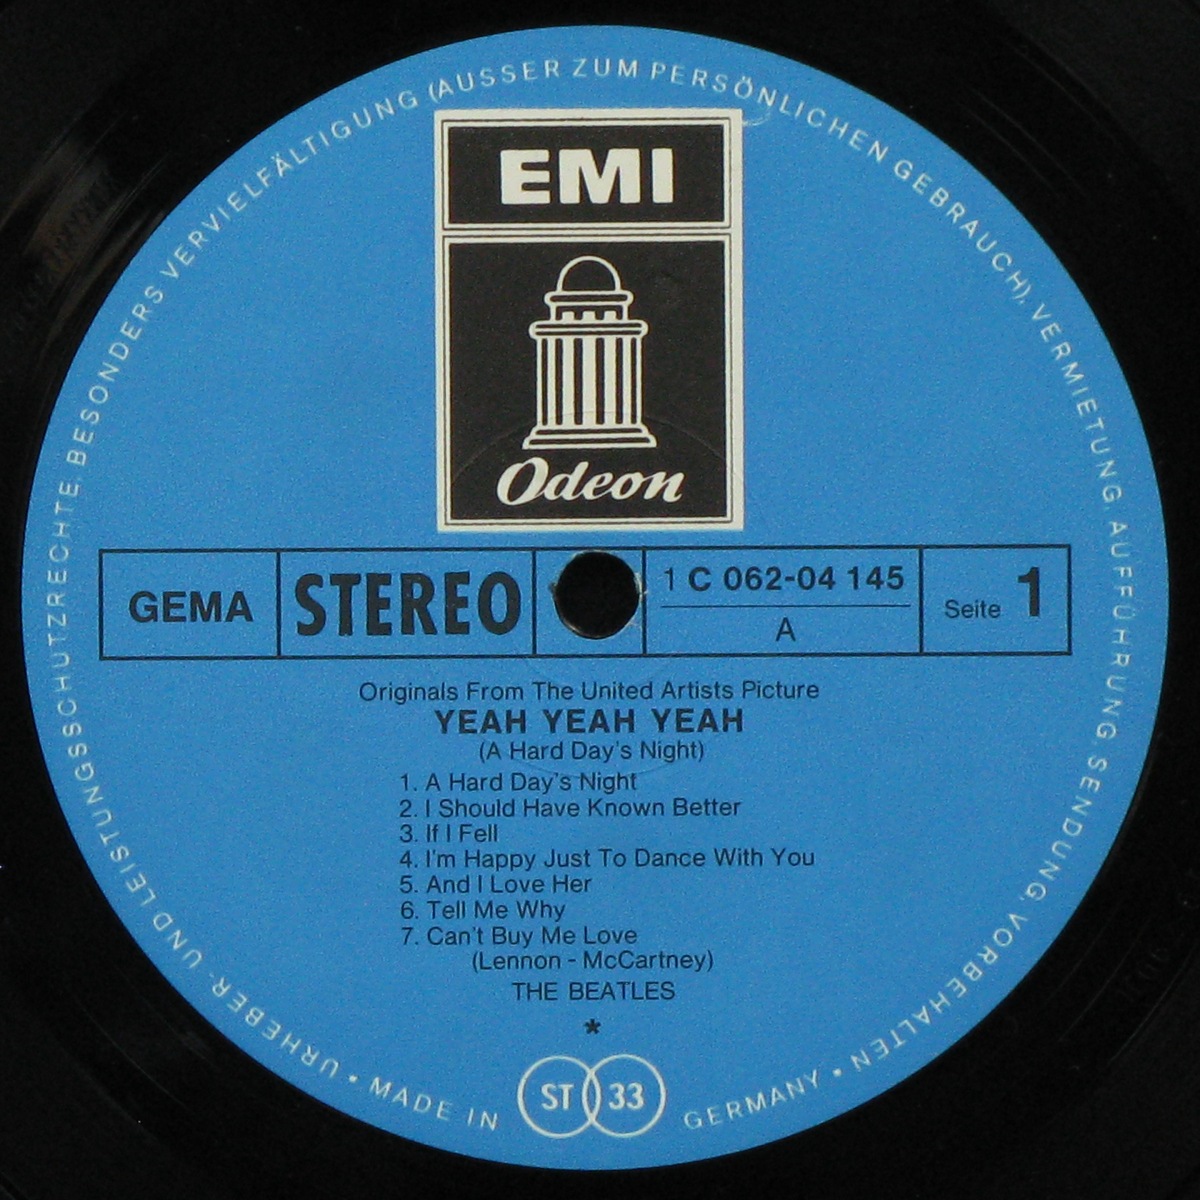 URHEBER- UND LEISTUNGSSCHUTZRECHTE, BESONDERS VERVIELFÄLTIGUNG (AUSSER ZUM PERSÖNLICHEN GEBRAUCH), VERMIETUNG, AUFFÜHRUNG, SENDUNG, VORBEHALTEN •
EMI
Odeon
GEMA
STEREO
1 C 062-04 145
A
Seite 1
Originals From The United Artists Picture
YEAH YEAH YEAH
(A Hard Day's Night)
1. A Hard Day's Night
2. I Should Have Known Better
3. If I Fell
4. I'm Happy Just To Dance With You
5. And I Love Her
6. Tell Me Why
7. Can't Buy Me Love
(Lennon - McCartney)
THE BEATLES
*
ST 33
• MADE IN GERMANY